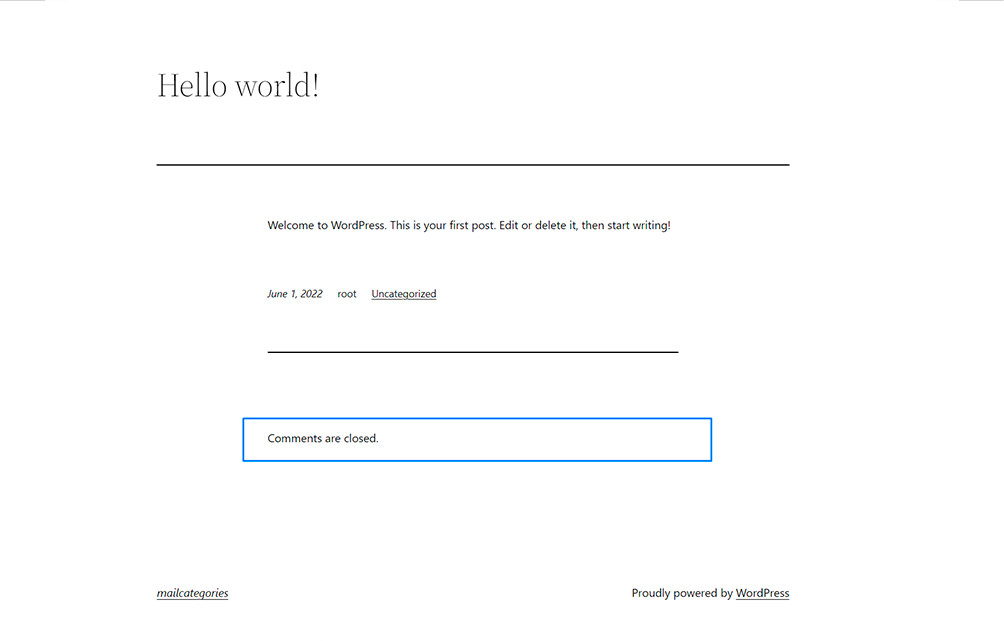 Hello world!
Welcome to WordPress. This is your first post. Edit or delete it, then start writing!
June 1, 2022 root Uncategorized
Comments are closed.
mailcategories Proudly powered by WordPress